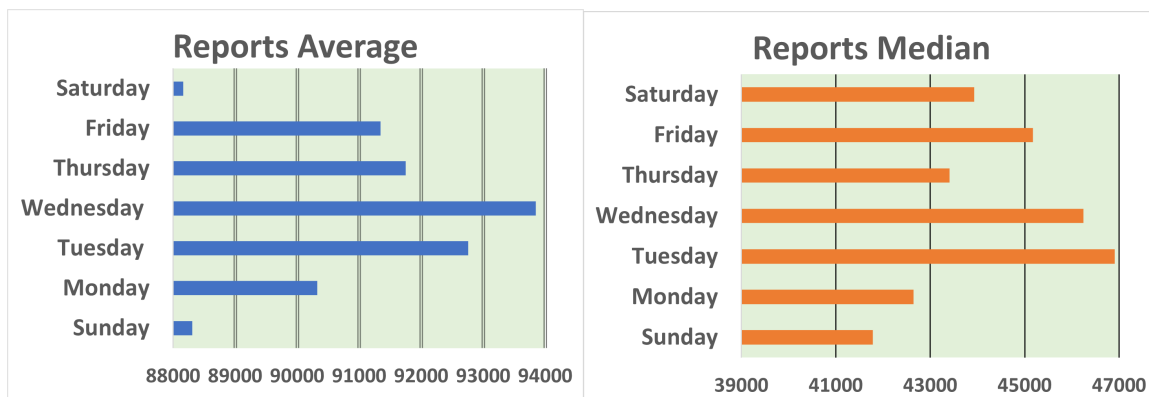 Reports Average
Saturday
Friday
Thursday
Wednesday
Tuesday
Monday
Sunday
88000 89000 90000 91000 92000 93000 94000
Reports Median
Saturday
Friday
Thursday
Wednesday
Tuesday
Monday
Sunday
39000 41000 43000 45000 47000